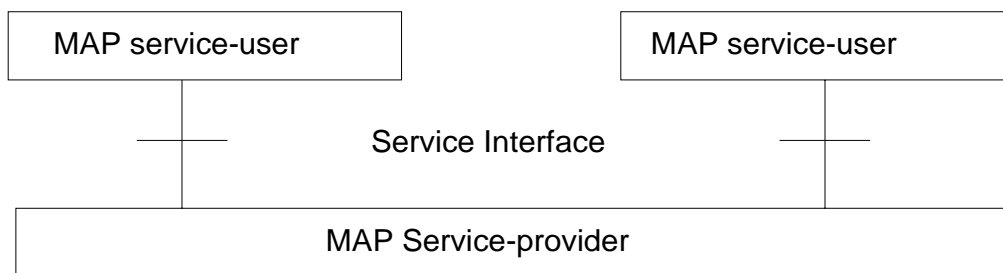 MAP service-user
MAP service-user
Service Interface
MAP Service-provider